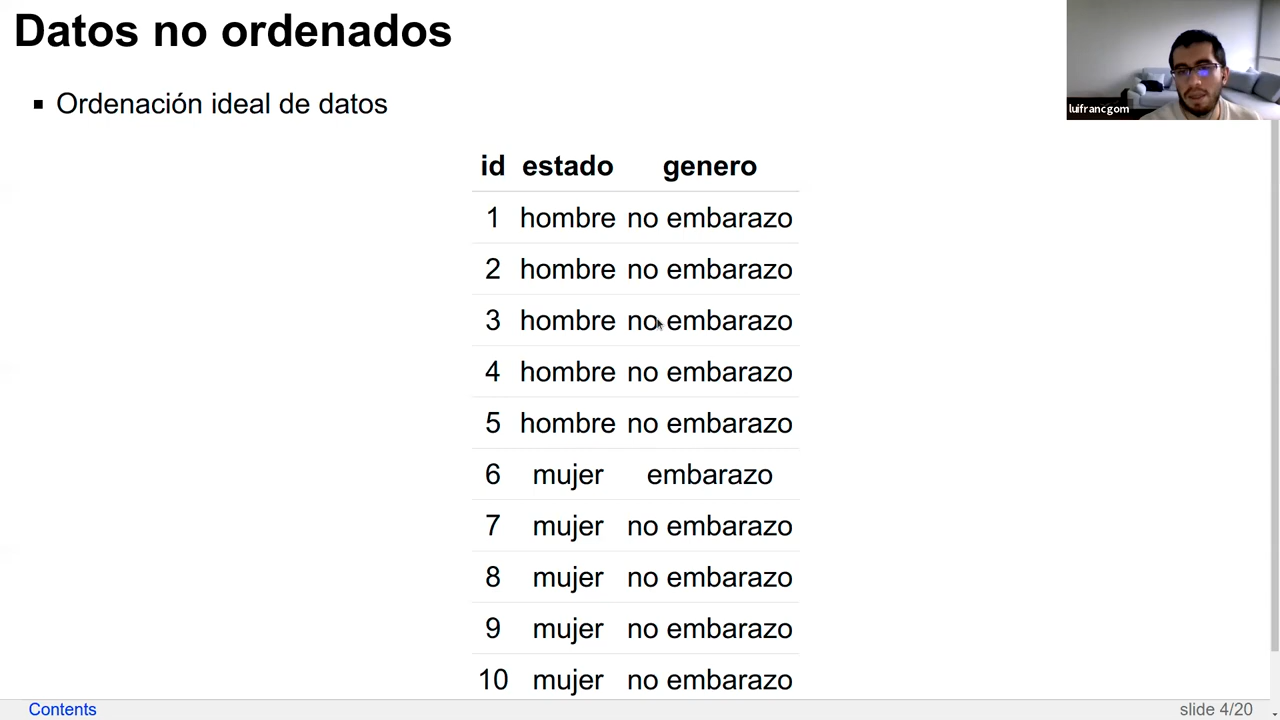 Datos no ordenados
Ordenación ideal de datos
lufrancgom
id estado genero
1 hombre no embarazo
2 hombre no embarazo
3 hombre no embarazo
4 hombre no embarazo
5 hombre no embarazo
6 mujer embarazo
7 mujer no embarazo
8 mujer no embarazo
9 mujer no embarazo
10 mujer no embarazo
Contents
slide 4/20